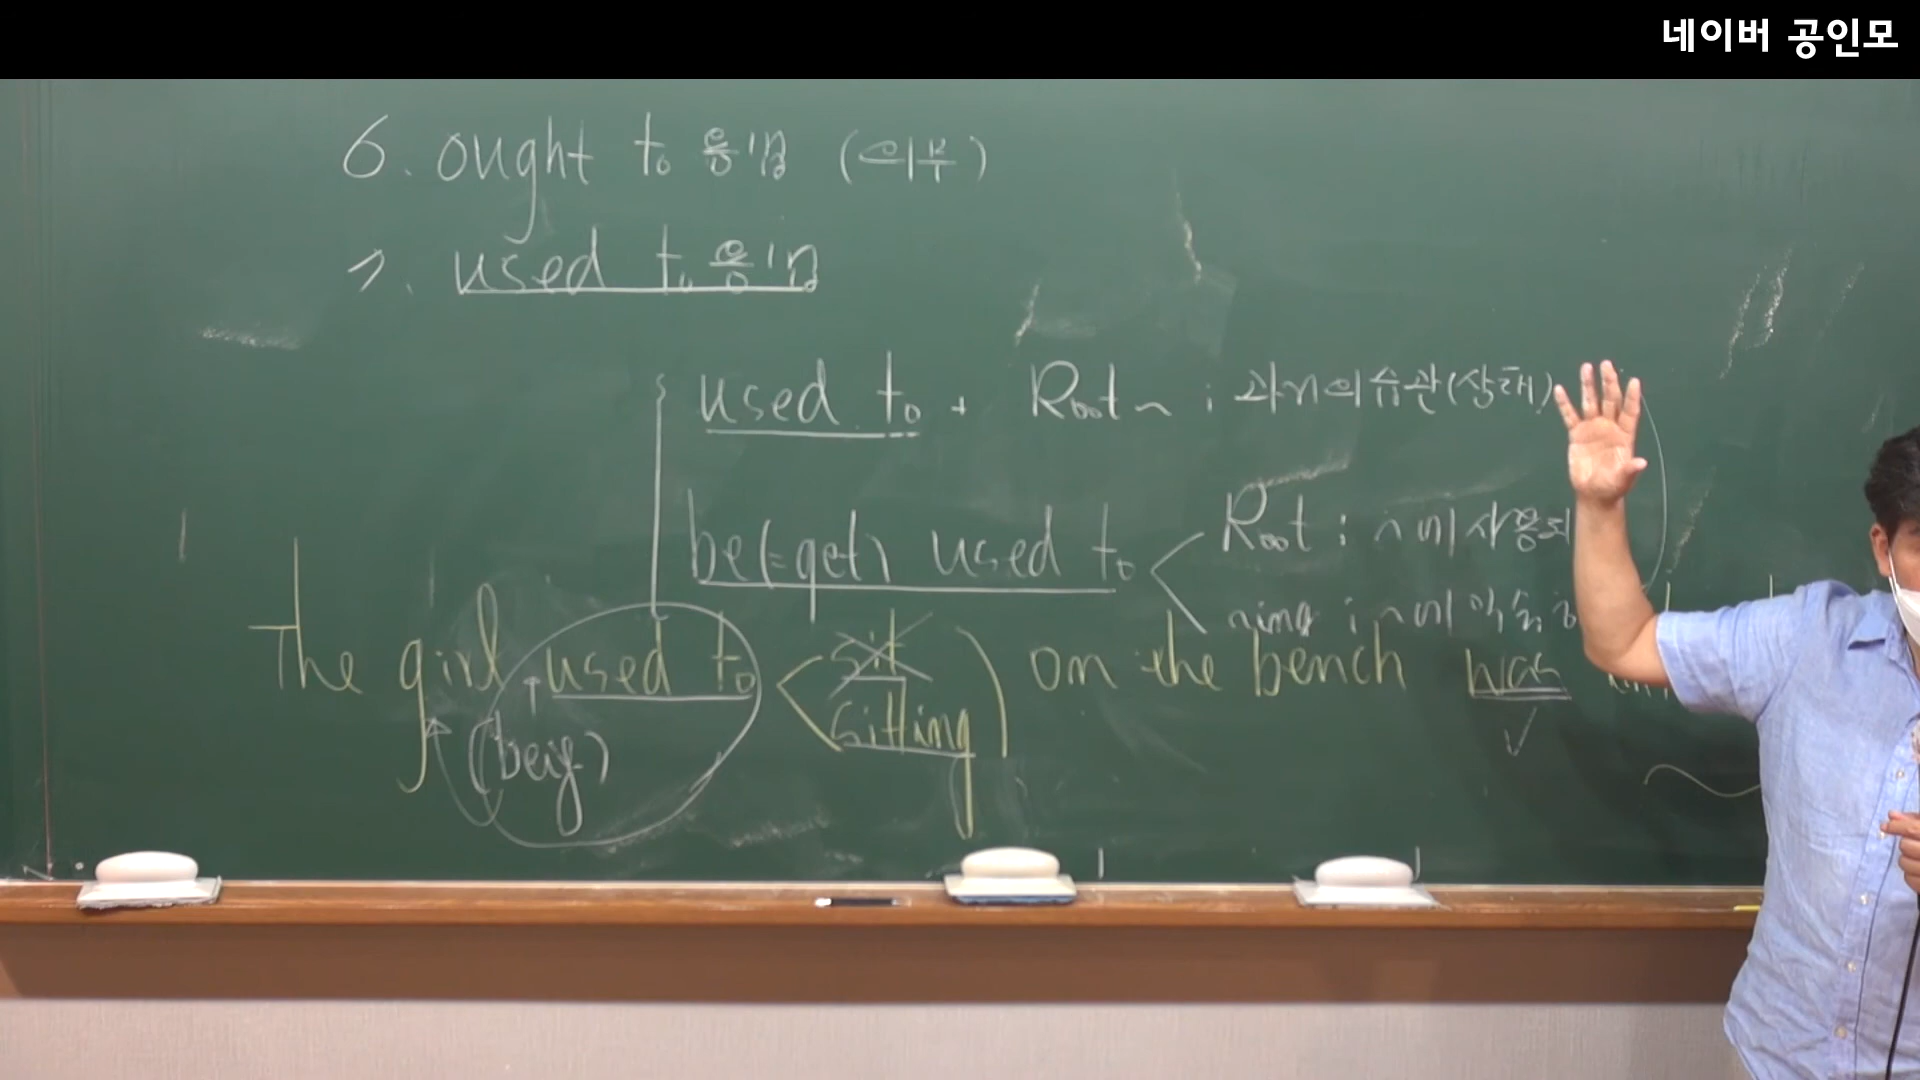 네이버 공인모
6. ought to 용법 (의무)
7. used to 용법
used to + Root ~ : 과거의 습관(상태)
be(=get) used to
Root : ~에 사용되
~ing : ~에 익숙
The girl used to sit on the bench was
(beig) sitting